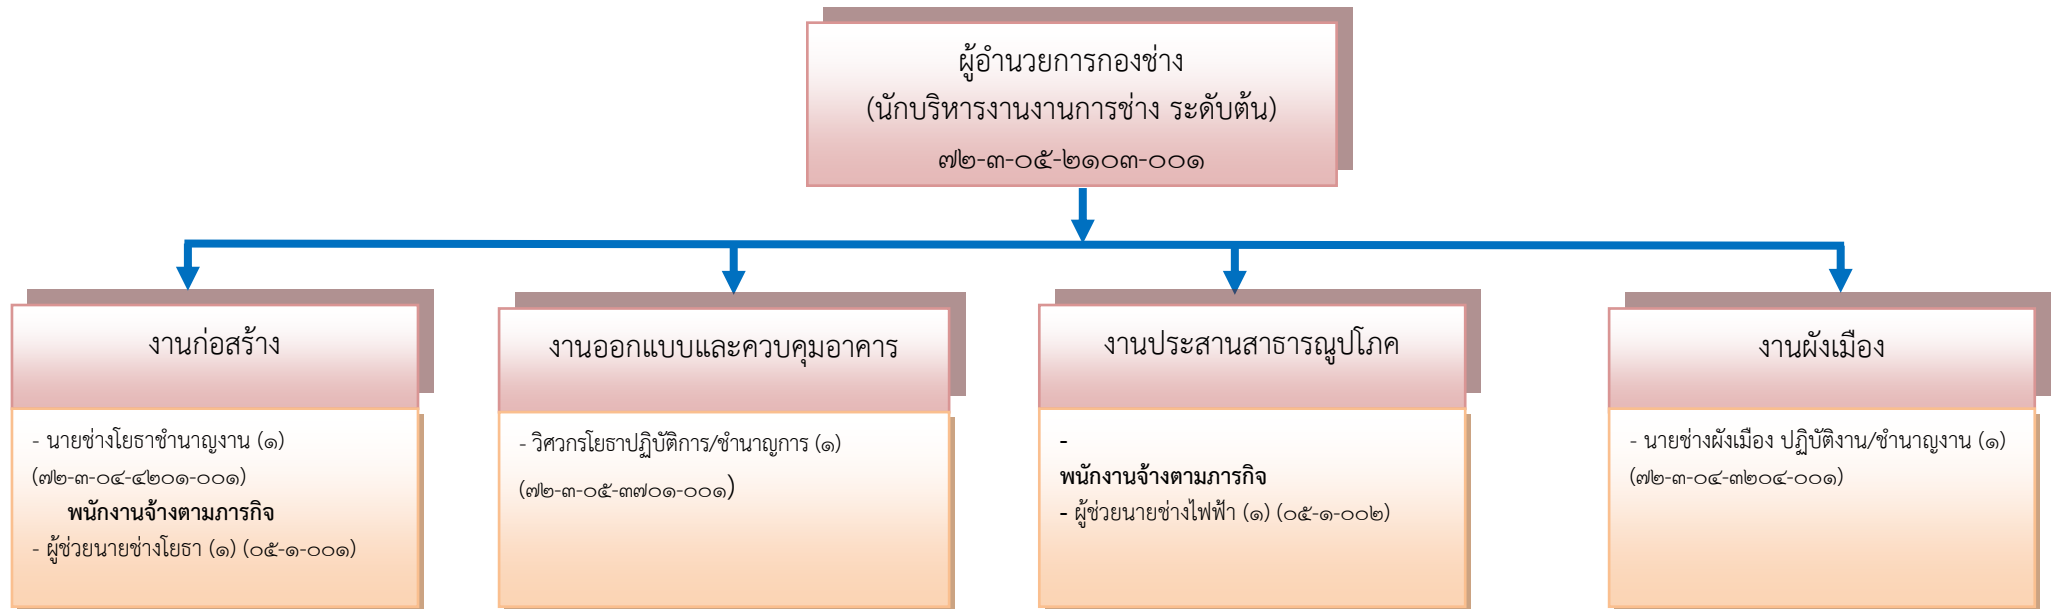 ผู้อำนวยการกองช่าง
(นักบริหารงานงานการช่าง ระดับต้น)
๗๒-๓-๐๕-๒๑๐๓-๐๐๑
งานก่อสร้าง
- นายช่างโยธาชำนาญงาน (๑)
(๗๒-๓-๐๔-๔๒๐๑-๐๐๑)
พนักงานจ้างตามภารกิจ
- ผู้ช่วยนายช่างโยธา (๑) (๐๕-๑-๐๐๑)
งานออกแบบและควบคุมอาคาร
- วิศวกรโยธาปฏิบัติการ/ชำนาญการ (๑)
(๗๒-๓-๐๕-๓๗๐๑-๐๐๑)
งานประสานสาธารณูปโภค
-
พนักงานจ้างตามภารกิจ
- ผู้ช่วยนายช่างไฟฟ้า (๑) (๐๕-๑-๐๐๒)
งานผังเมือง
- นายช่างผังเมือง ปฏิบัติงาน/ชำนาญงาน (๑)
(๗๒-๓-๐๔-๓๒๐๔-๐๐๑)